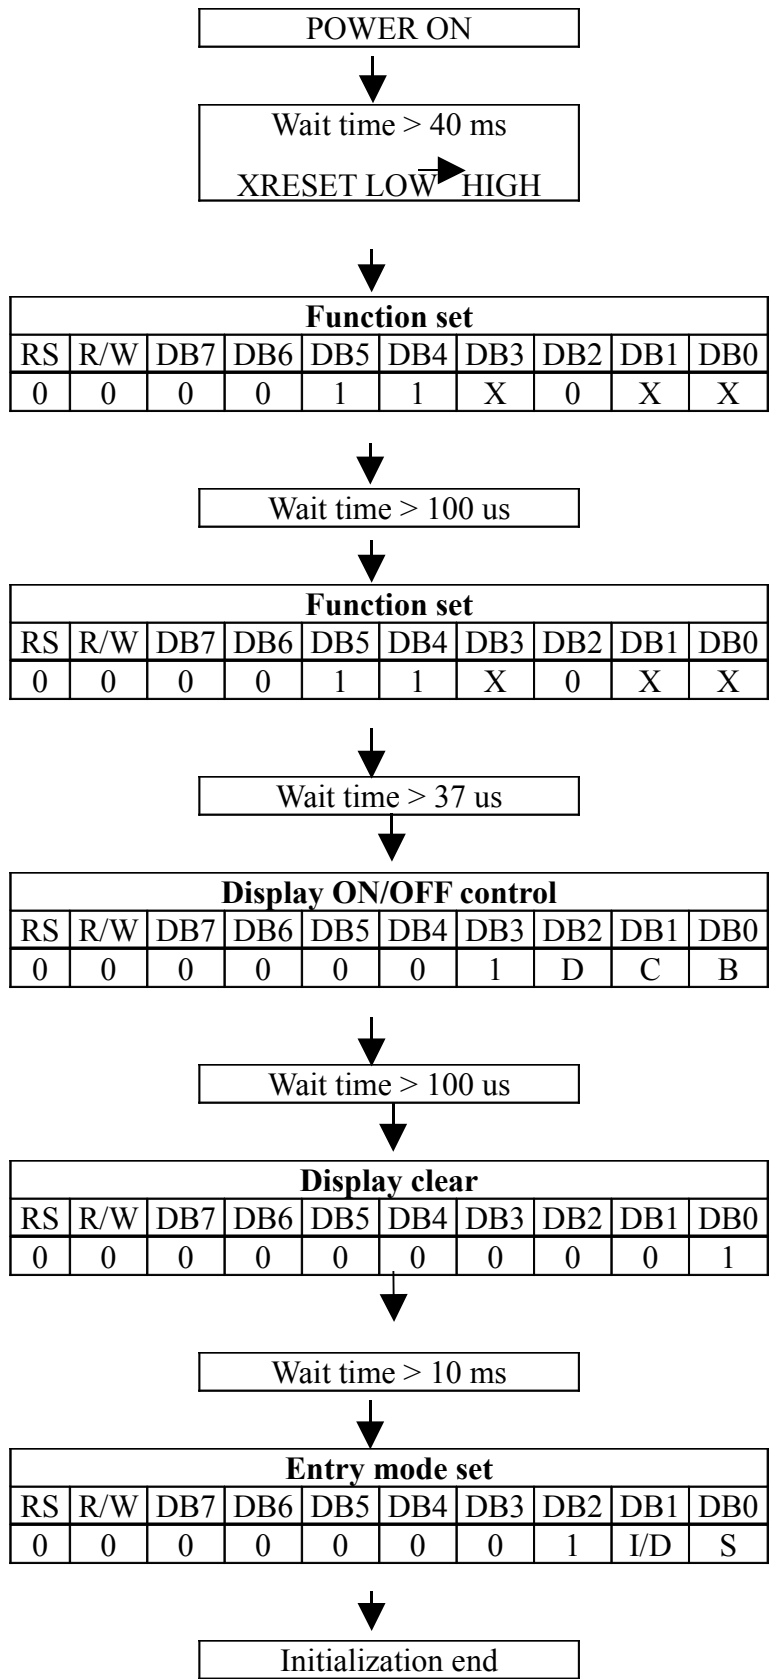 POWER ON
Wait time > 40 ms
XRESET LOW HIGH
Function set
RS R/W DB7 DB6 DB5 DB4 DB3 DB2 DB1 DB0
0 0 0 0 1 1 X 0 X X
Wait time > 100 us
Function set
RS R/W DB7 DB6 DB5 DB4 DB3 DB2 DB1 DB0
0 0 0 0 1 1 X 0 X X
Wait time > 37 us
Display ON/OFF control
RS R/W DB7 DB6 DB5 DB4 DB3 DB2 DB1 DB0
0 0 0 0 0 0 1 D C B
Wait time > 100 us
Display clear
RS R/W DB7 DB6 DB5 DB4 DB3 DB2 DB1 DB0
0 0 0 0 0 0 0 0 0 1
Wait time > 10 ms
Entry mode set
RS R/W DB7 DB6 DB5 DB4 DB3 DB2 DB1 DB0
0 0 0 0 0 0 0 1 I/D S
Initialization end